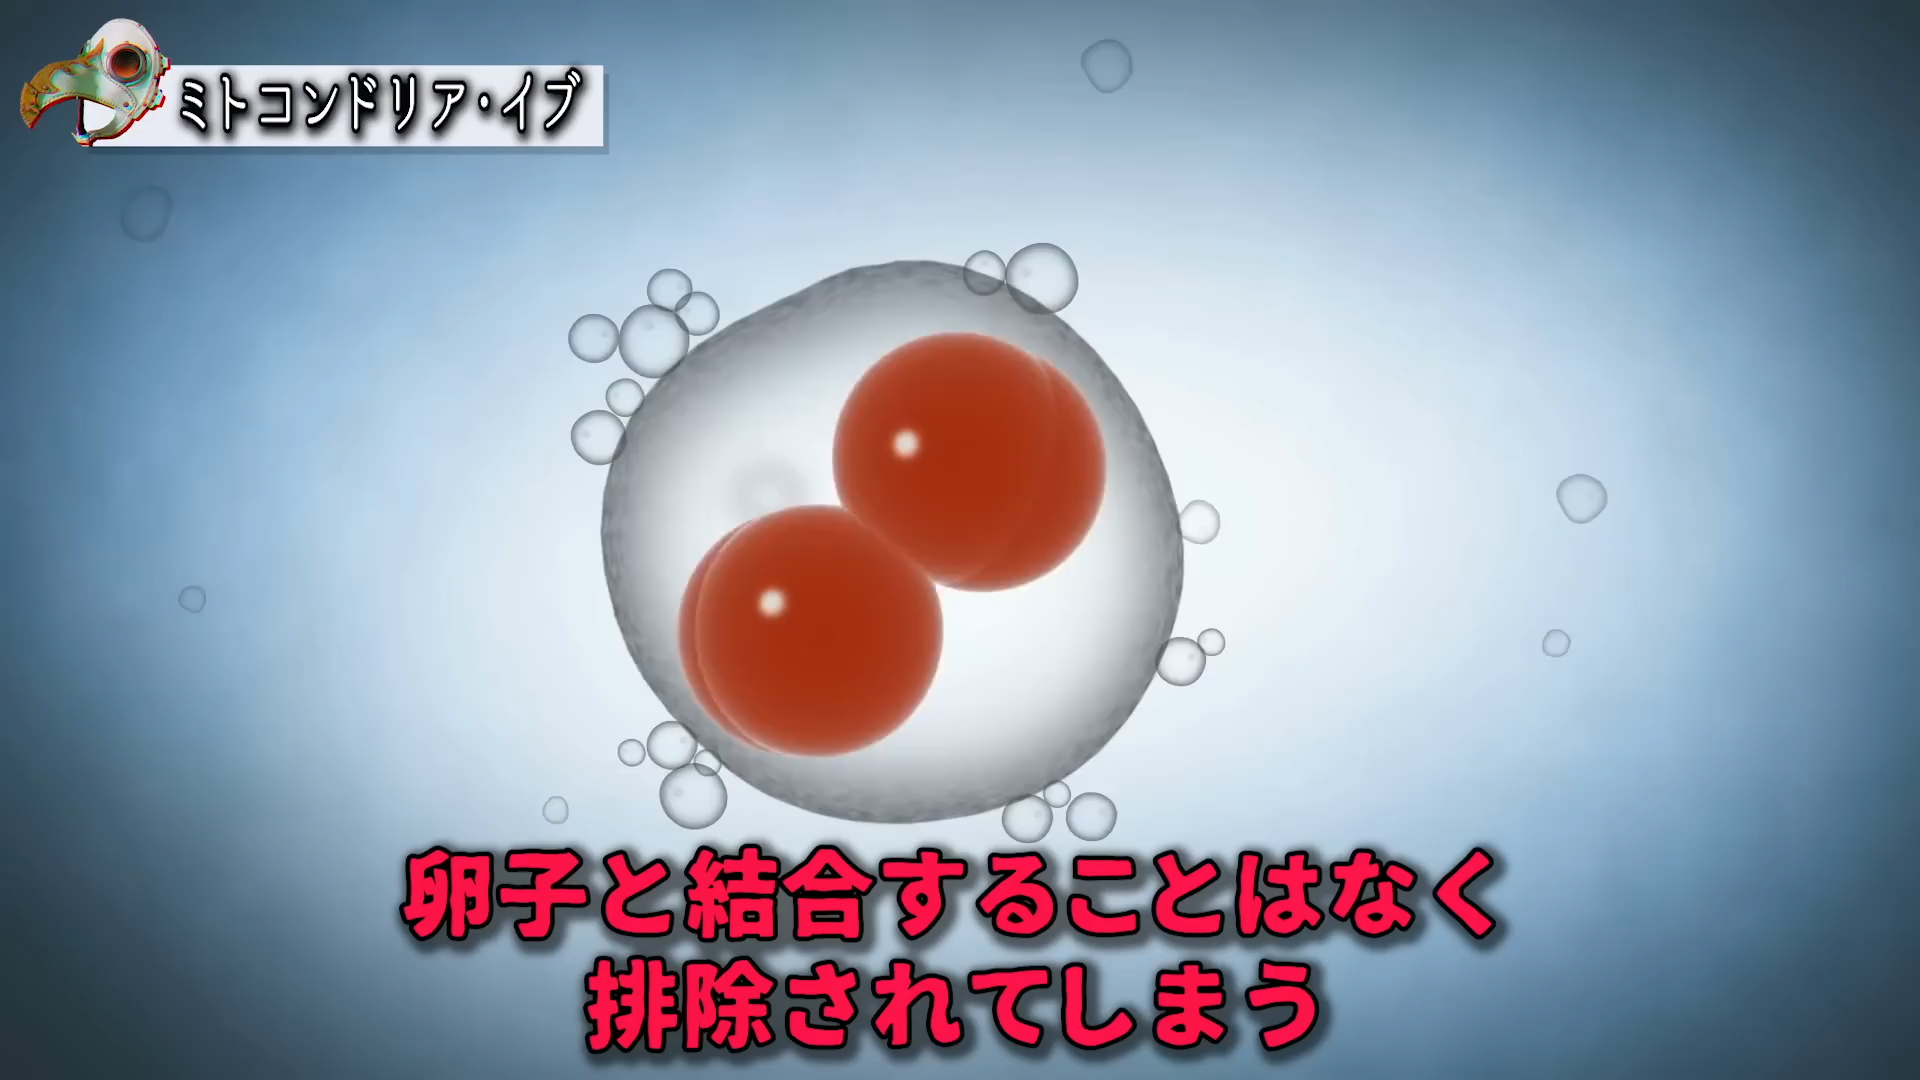 ミトコンドリア・イブ
卵子と結合することはなく
排除されてしまう